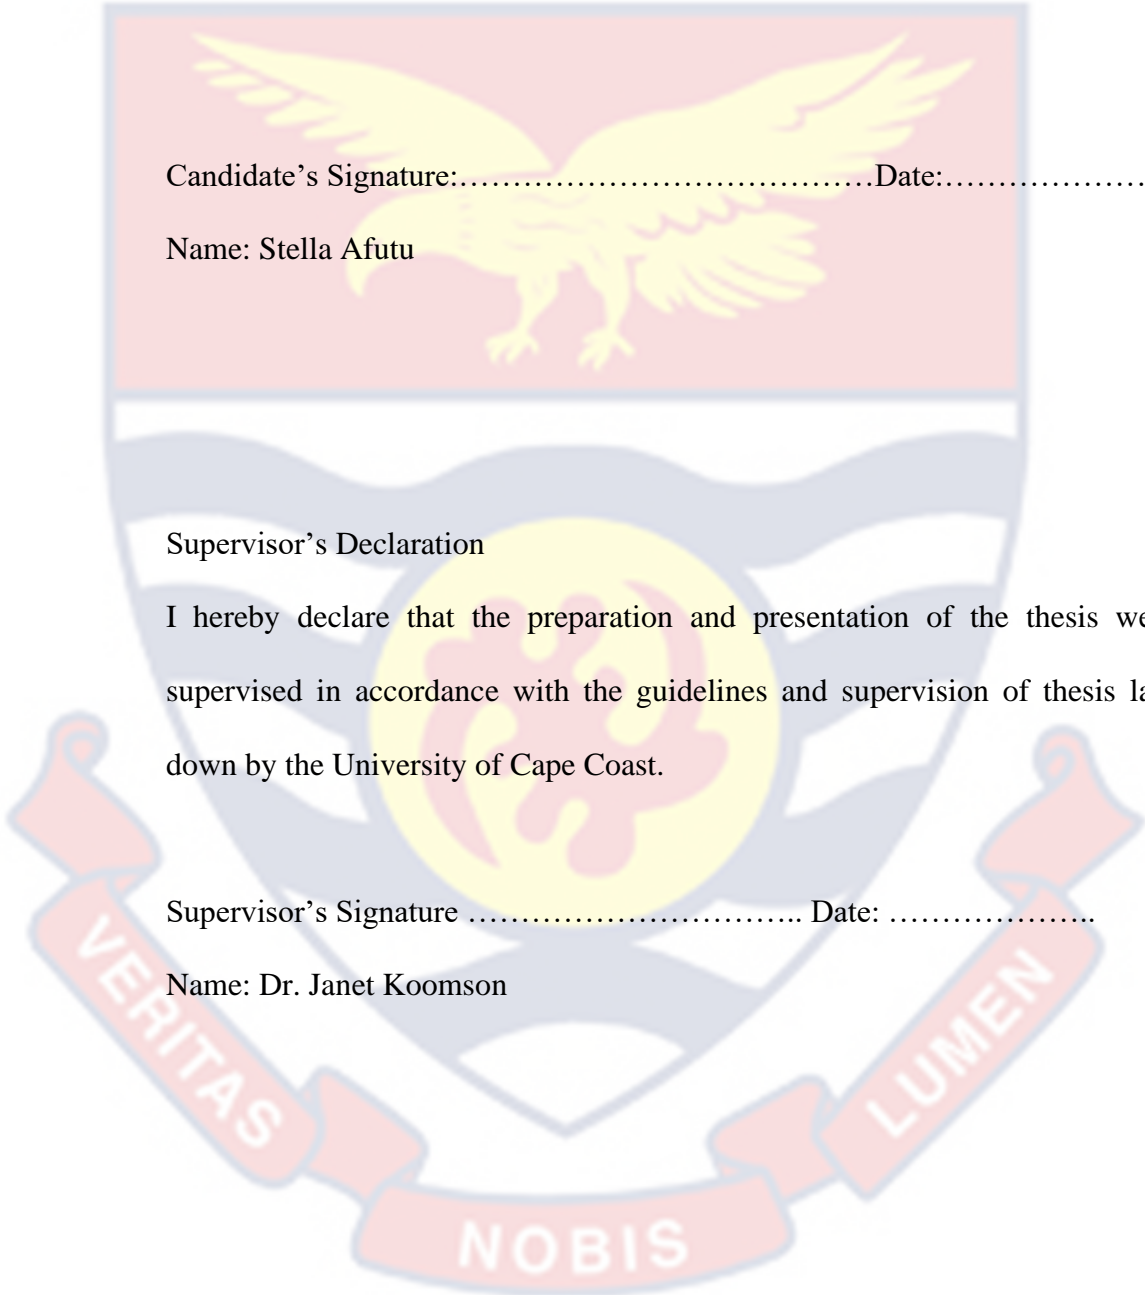 Candidate’s Signature:…………………………………Date:…………………
Name: Stella Afutu
Supervisor’s Declaration
I hereby declare that the preparation and presentation of the thesis
supervised in accordance with the guidelines and supervision of thesis
down by the University of Cape Coast.
Supervisor’s Signature ………………………….. Date: ………………..
Name: Dr. Janet Koomson
VERITAS
NOBIS
LUMEN